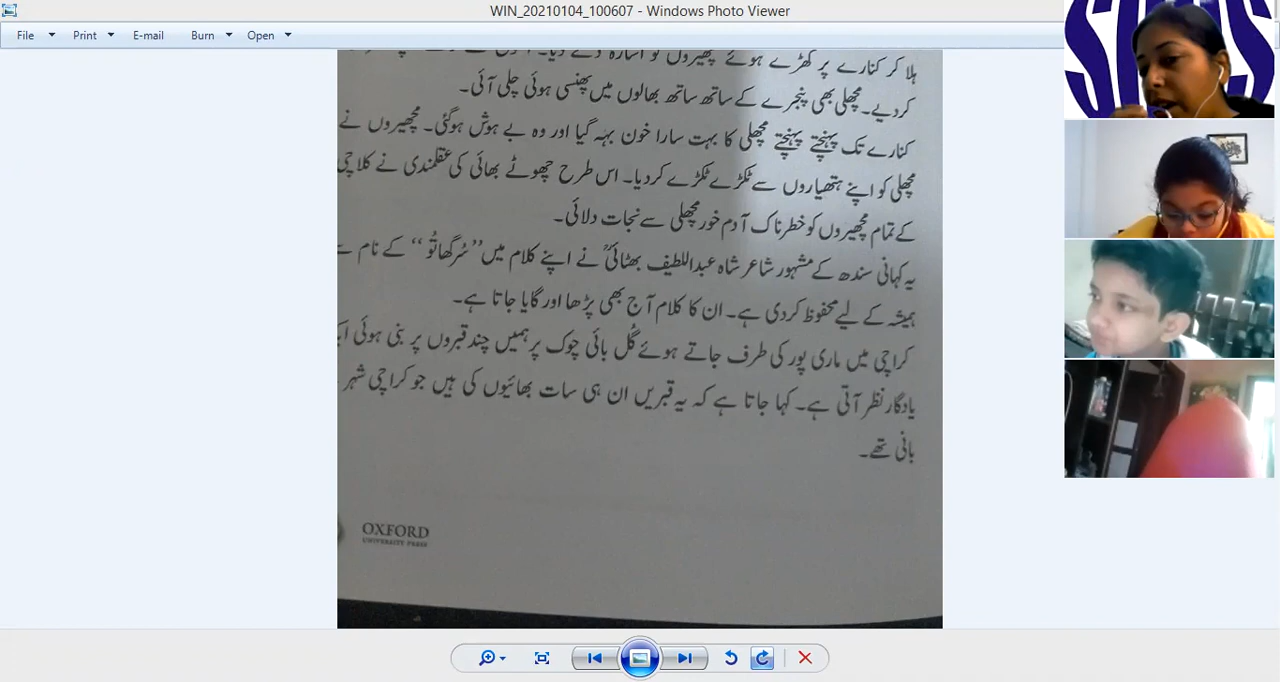 WIN_20210104_100607 - Windows Photo Viewer
File Print E-mail Burn Open
ہلا کر کنارے پر کھڑے ہوئے مچھیروں کو اشارہ دے دیا۔
کردیے۔ مچھلی بھی پنجرے کے ساتھ ساتھ بھالوں میں پھنسی ہوئی چلی آئی۔
کنارے تک پہنچتے پہنچتے مچھلی کا بہت سارا خون بہہ گیا اور وہ بے ہوش ہوگئی۔ مچھیروں نے
مچھلی کو اپنے ہتھیاروں سے ٹکڑے ٹکڑے کردیا۔ اس طرح چھوٹے بھائی کی عقلمندی نے کلاچی
کے تمام مچھیروں کو خطرناک آدم خور مچھلی سے نجات دلائی۔
یہ کہانی سندھ کے مشہور شاعر شاہ عبداللطیف بھٹائیؒ نے اپنے کلام میں ”سُر گھاتُو“ کے نام سے
ہمیشہ کے لیے محفوظ کردی ہے۔ ان کا کلام آج بھی پڑھا اور گایا جاتا ہے۔
کراچی میں ماری پور کی طرف جاتے ہوئے گُل بائی چوک پر ہمیں چند قبروں پر بنی ہوئی
یادگار نظر آتی ہے۔ کہا جاتا ہے کہ یہ قبریں ان ہی سات بھائیوں کی ہیں جو کراچی شہر
بانی تھے۔
OXFORD
UNIVERSITY PRESS